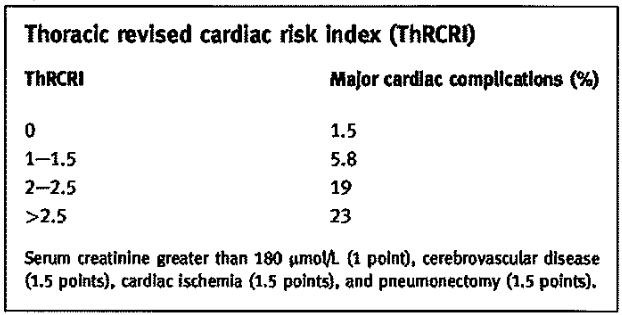 Thoracic revised cardiac risk index (ThRCRI)
ThRCRI Major cardiac complications (%)
0 1.5
1–1.5 5.8
2–2.5 19
>2.5 23
Serum creatinine greater than 180 µmol/L (1 point), cerebrovascular disease
(1.5 points), cardiac ischemia (1.5 points), and pneumonectomy (1.5 points).